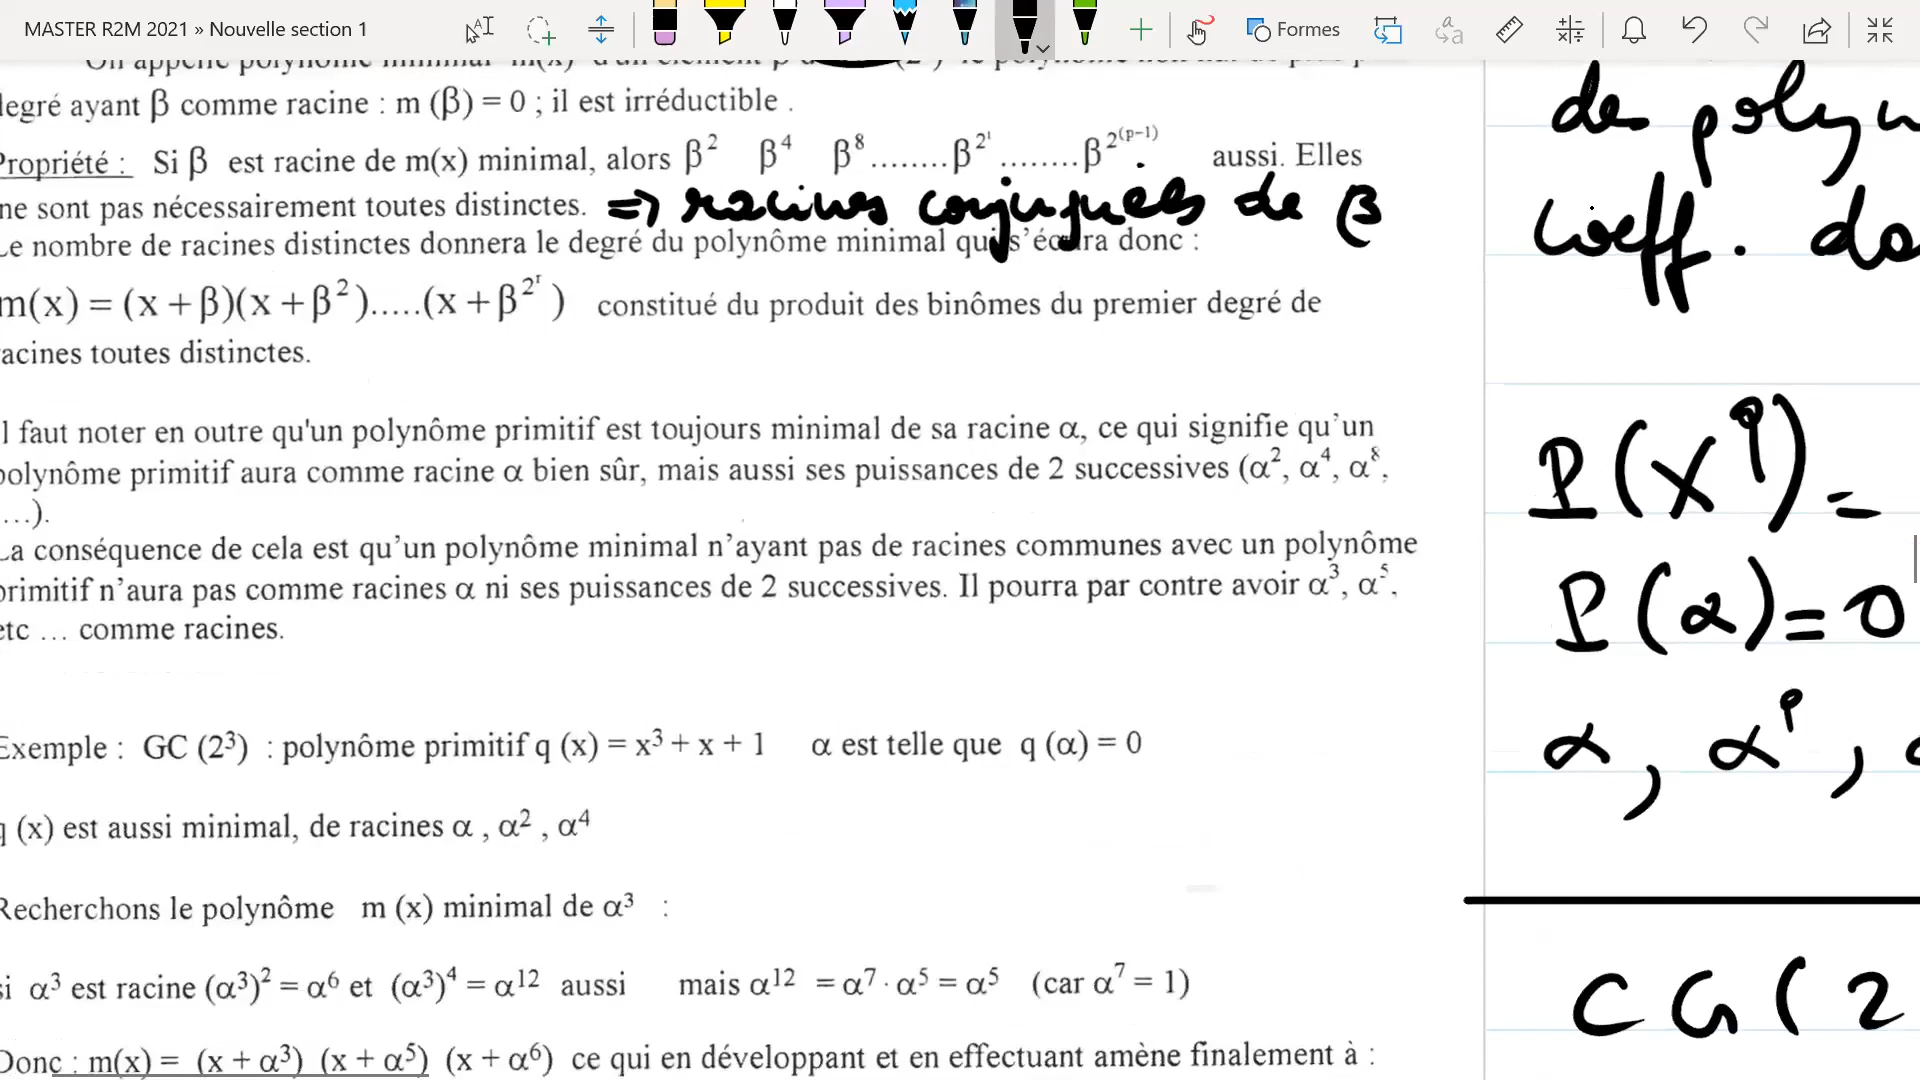 MASTER R2M 2021 » Nouvelle section 1
Formes
On appelle polynôme minimal m(x) d'un élément β
degré ayant β comme racine : m (β) = 0 ; il est irréductible .
Propriété : Si β est racine de m(x) minimal, alors β² β⁴ β⁸ ........β^2^i ........β^2^(p-1) aussi. Elles
ne sont pas nécessairement toutes distinctes. => racines conjuguées de β
Le nombre de racines distinctes donnera le degré du polynôme minimal qui s'écrira donc :
m(x) = (x + β)(x + β²).....(x + β^2^r ) constitué du produit des binômes du premier degré de
racines toutes distinctes.
Il faut noter en outre qu'un polynôme primitif est toujours minimal de sa racine α, ce qui signifie qu'un
polynôme primitif aura comme racine α bien sûr, mais aussi ses puissances de 2 successives (α², α⁴, α⁸,
...).
La conséquence de cela est qu'un polynôme minimal n'ayant pas de racines communes avec un polynôme
primitif n'aura pas comme racines α ni ses puissances de 2 successives. Il pourra par contre avoir α³, α⁵,
etc ... comme racines.
Exemple : GC (2³) : polynôme primitif q (x) = x³ + x + 1 α est telle que q (α) = 0
q (x) est aussi minimal, de racines α , α² , α⁴
Recherchons le polynôme m (x) minimal de α³ :
si α³ est racine (α³)² = α⁶ et (α³)⁴ = α¹² aussi mais α¹² = α⁷ . α⁵ = α⁵ (car α⁷ = 1)
Donc : m(x) = (x + α³) (x + α⁵) (x + α⁶) ce qui en développant et en effectuant amène finalement à :
de polyn
coeff. da
P(X^p) =
P(α) = 0
α, α^p,
CG(2